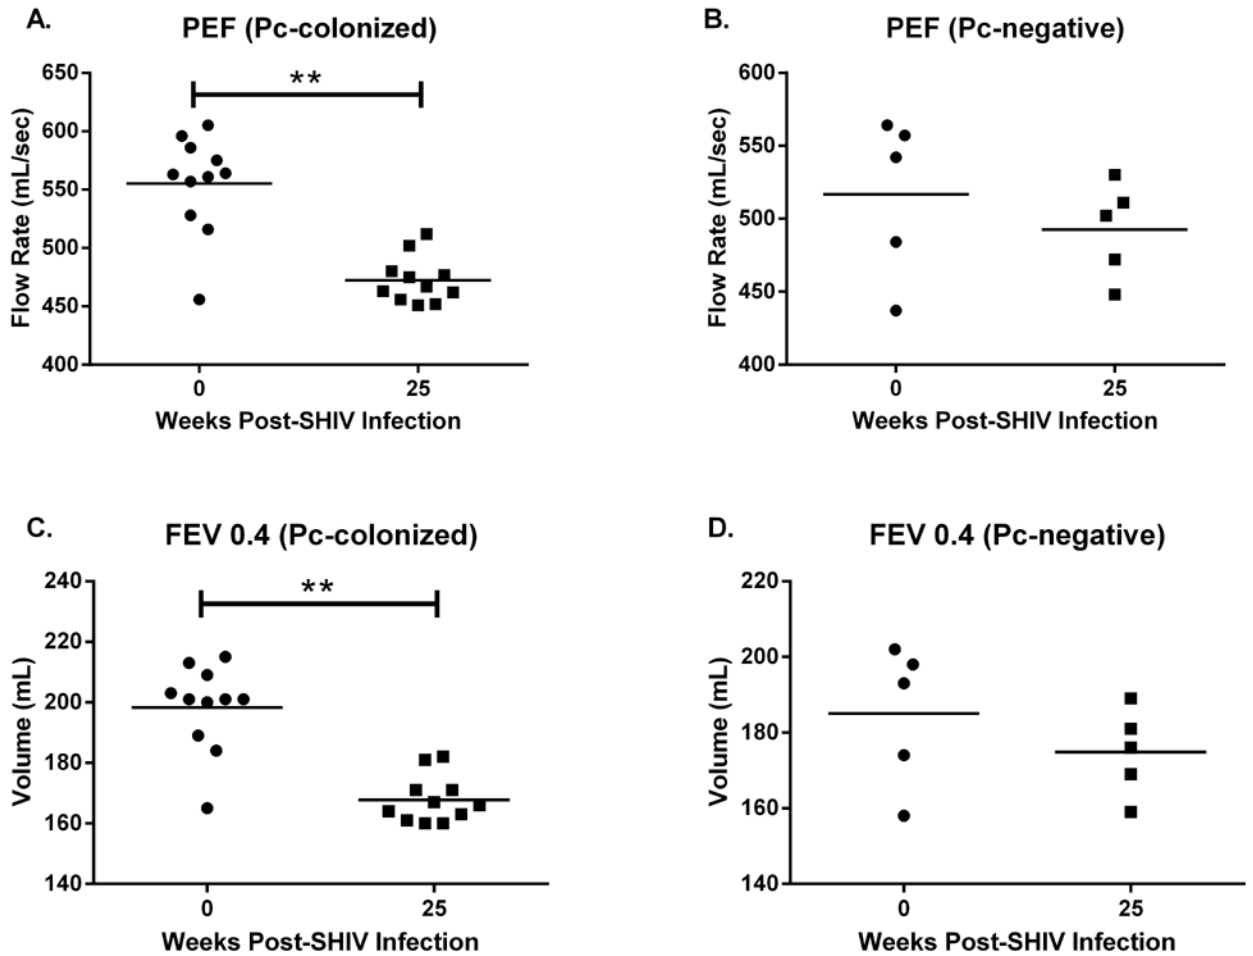 A.
PEF (Pc-colonized)
650
600
550
500
450
400
Flow Rate (mL/sec)
**
0
25
Weeks Post-SHIV Infection
B.
PEF (Pc-negative)
600
550
500
450
400
Flow Rate (mL/sec)
0
25
Weeks Post-SHIV Infection
C.
FEV 0.4 (Pc-colonized)
240
220
200
180
160
140
Volume (mL)
**
0
25
Weeks Post-SHIV Infection
D.
FEV 0.4 (Pc-negative)
220
200
180
160
140
Volume (mL)
0
25
Weeks Post-SHIV Infection